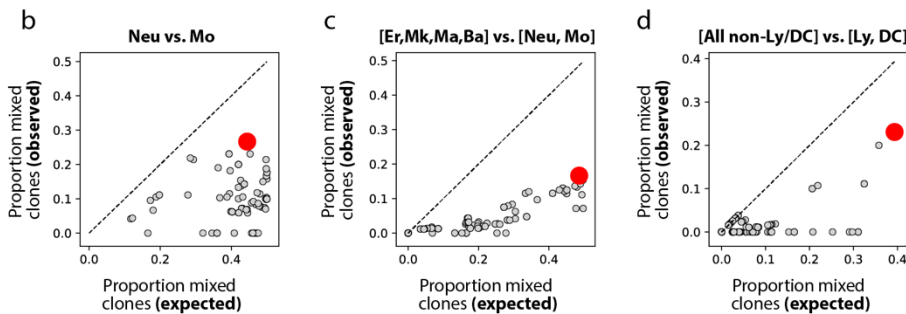 b
Neu vs. Mo
Proportion mixed
clones (observed)
0.5
0.4
0.3
0.2
0.1
0.0
0.0
0.2
0.4
Proportion mixed
clones (expected)
c
[Er,Mk,Ma,Ba] vs. [Neu, Mo]
Proportion mixed
clones (observed)
0.5
0.4
0.3
0.2
0.1
0.0
0.0
0.2
0.4
Proportion mixed
clones (expected)
d
[All non-Ly/DC] vs. [Ly, DC]
Proportion mixed
clones (observed)
0.4
0.3
0.2
0.1
0.0
0.0
0.1
0.2
0.3
0.4
Proportion mixed
clones (expected)